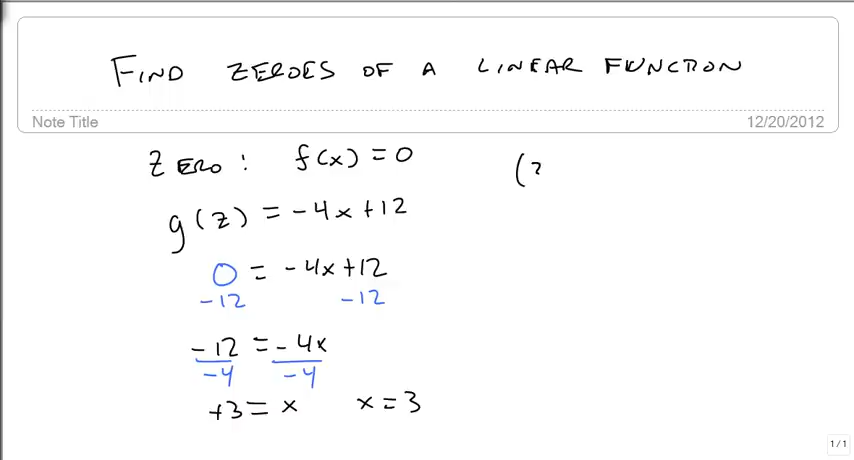 FIND ZEROES OF A LINEAR FUNCTION
Note Title 12/20/2012
ZERO: f(x) = 0 (3
g(z) = -4x+12
0 = -4x+12
-12 -12
-12 = -4x
-4 -4
+3 = x x = 3
1/1